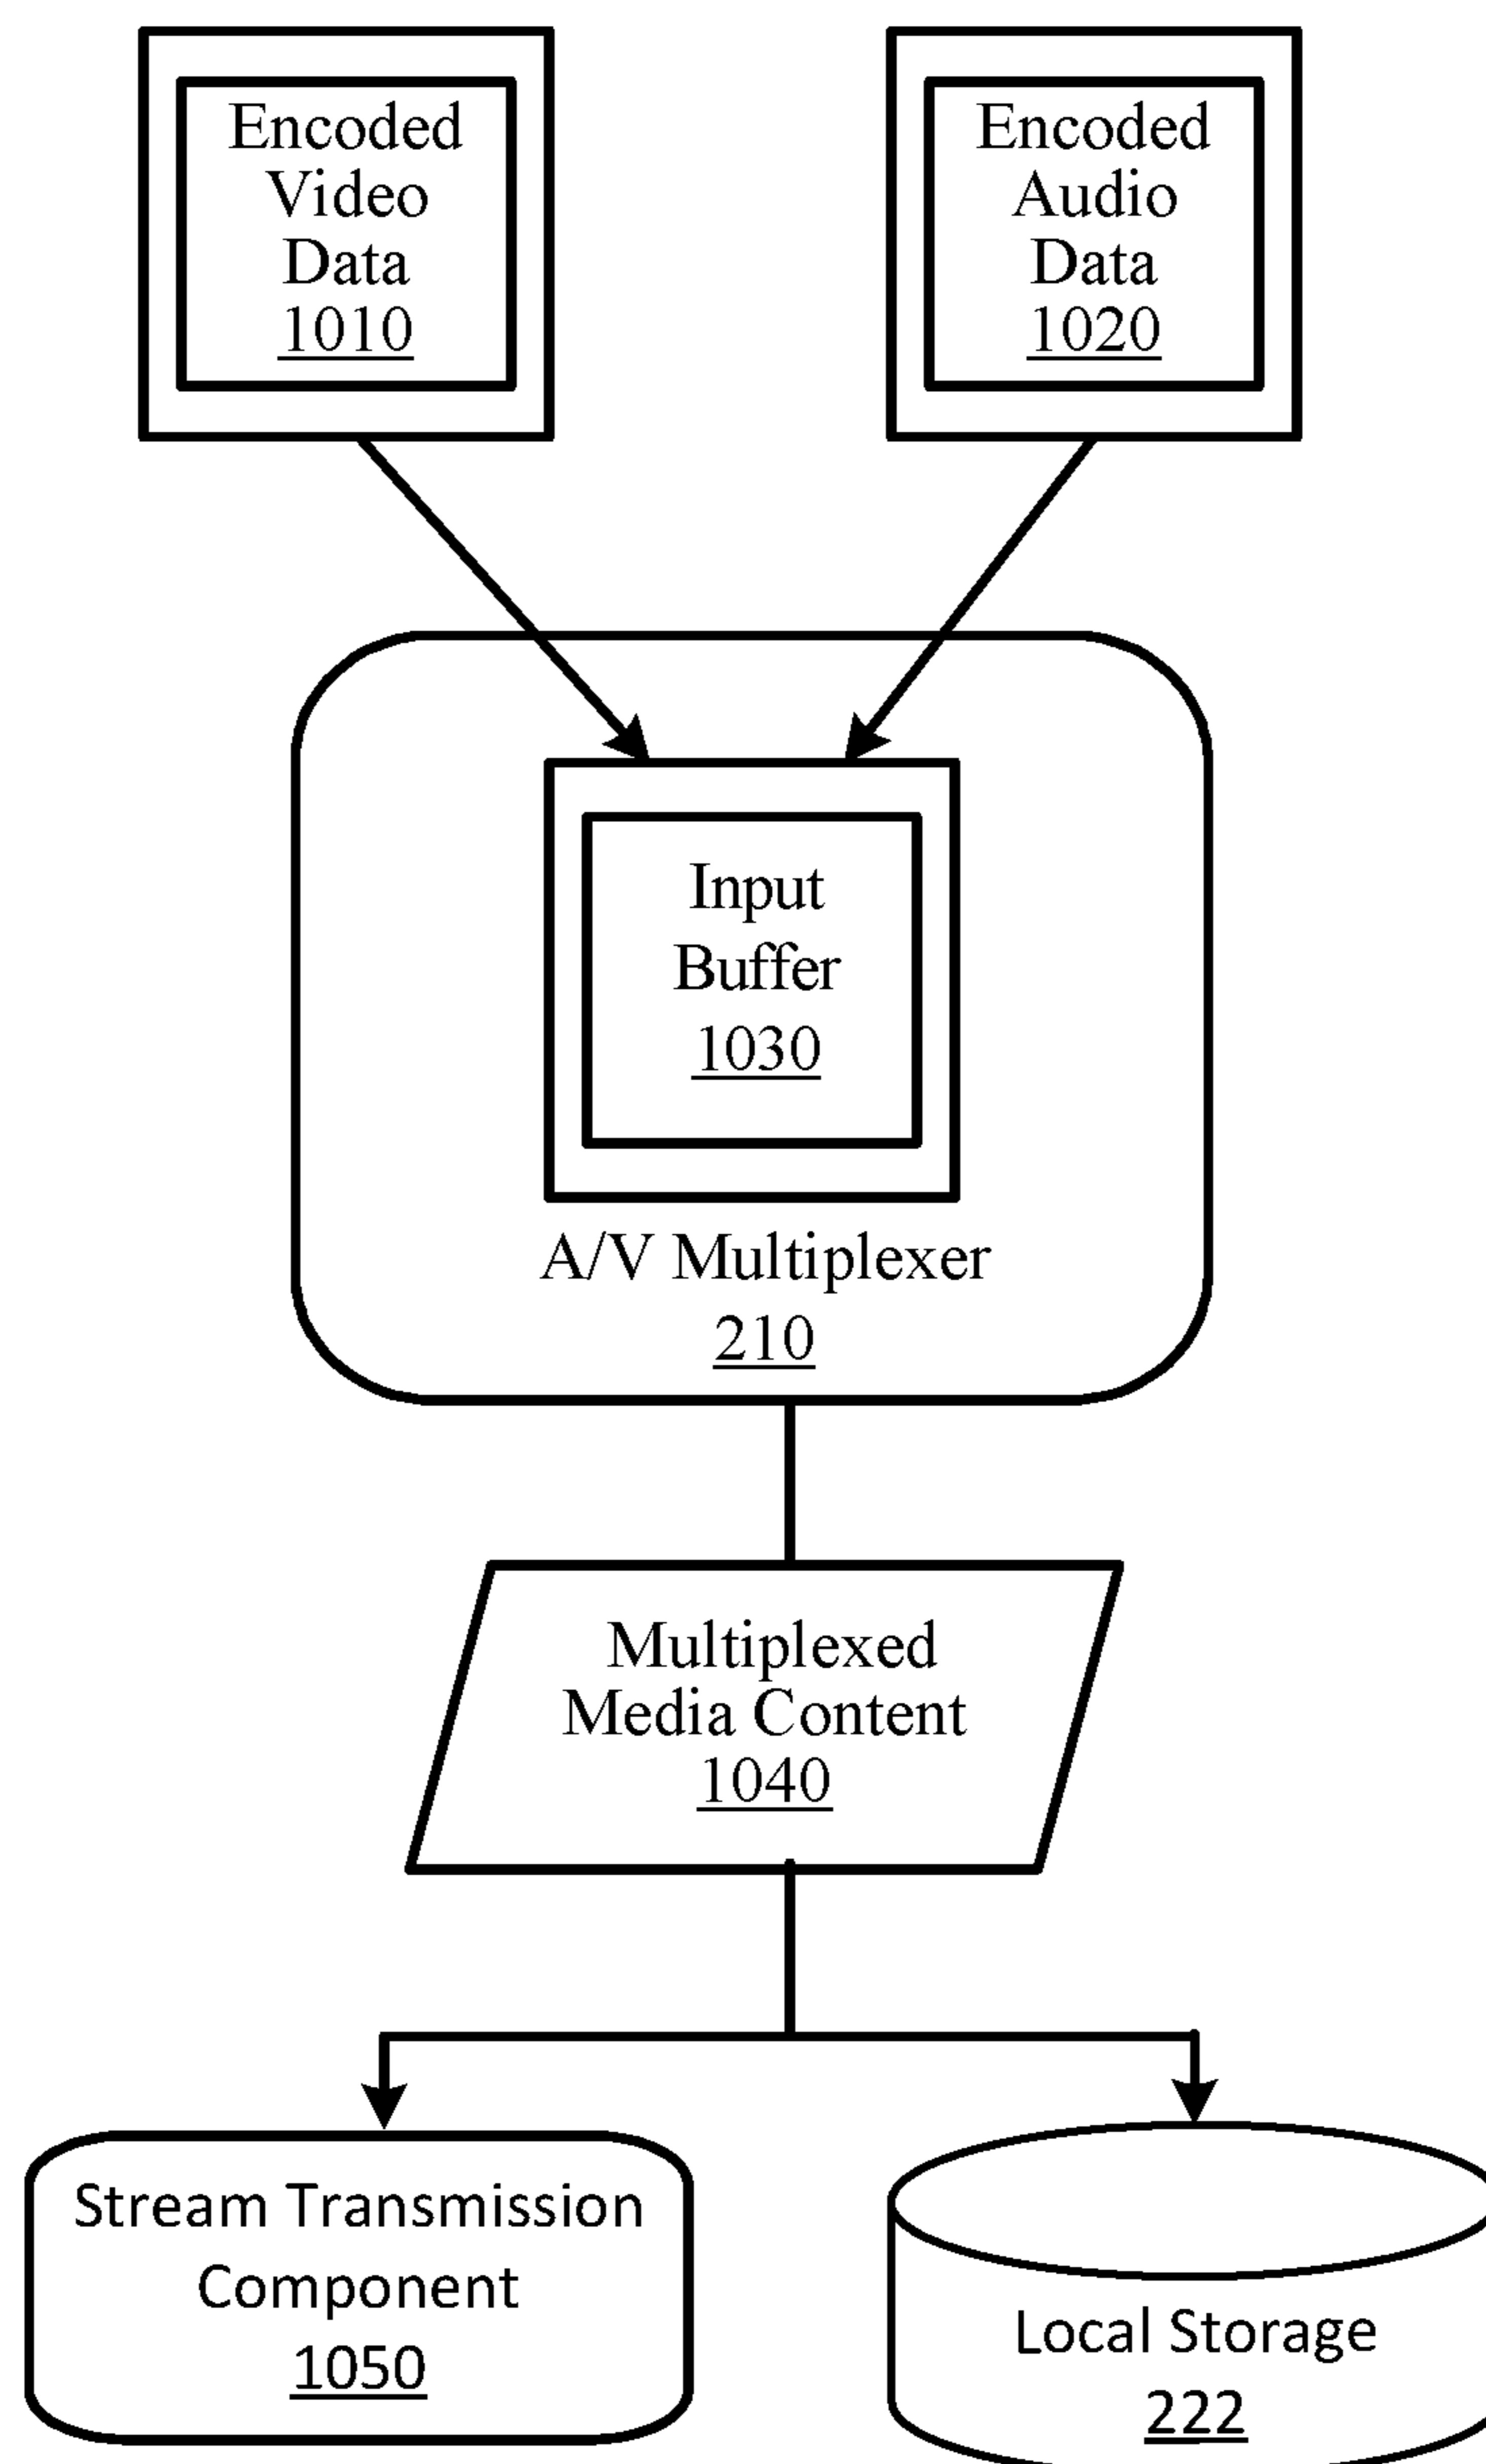 Encoded
Video
Data
1010
Encoded
Audio
Data
1020
Input
Buffer
1030
A/V Multiplexer
210
Multiplexed
Media Content
1040
Stream Transmission
Component
1050
Local Storage
222